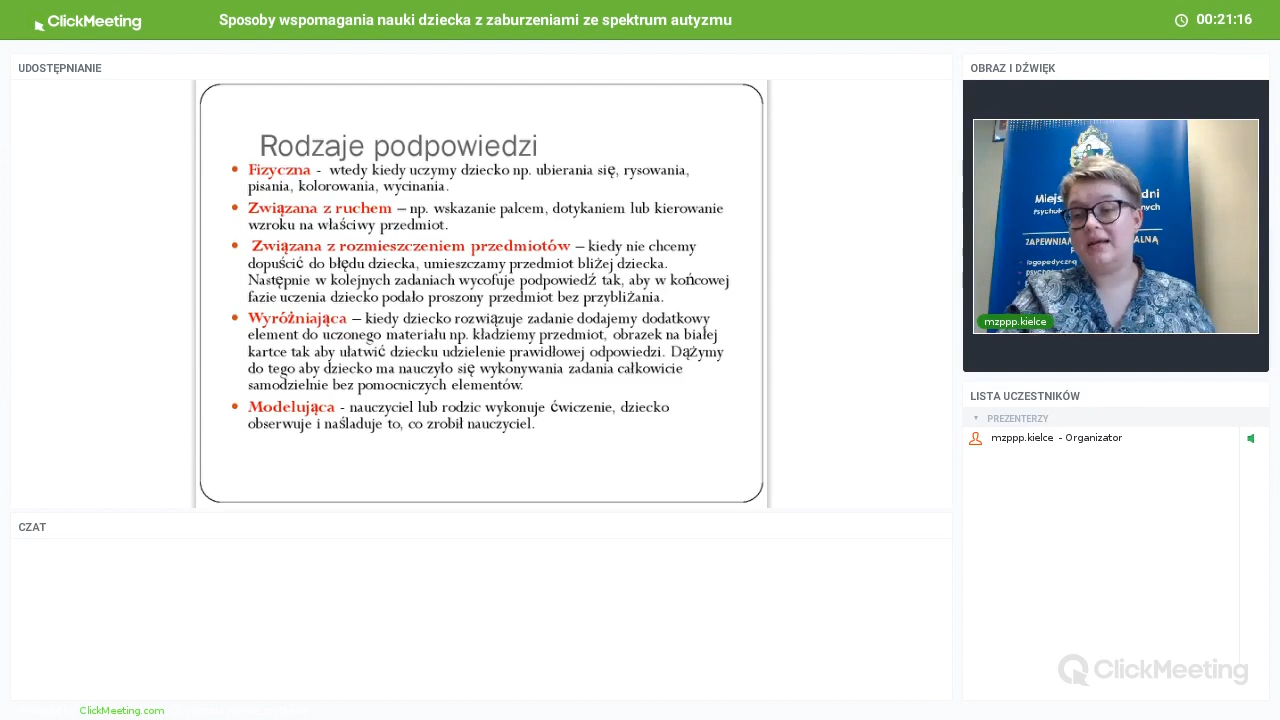 ClickMeeting
Sposoby wspomagania nauki dziecka z zaburzeniami ze spektrum autyzmu
00:21:16
UDOSTĘPNIANIE
Rodzaje podpowiedzi
Fizyczna - wtedy kiedy uczymy dziecko np. ubierania się, rysowania,
pisania, kolorowania, wycinania.
Związana z ruchem – np. wskazanie palcem, dotykaniem lub kierowanie
wzroku na właściwy przedmiot.
Związana z rozmieszczeniem przedmiotów – kiedy nie chcemy
dopuścić do błędu dziecka, umieszczamy przedmiot bliżej dziecka.
Następnie w kolejnych zadaniach wycofuje podpowiedź tak, aby w końcowej
fazie uczenia dziecko podało proszony przedmiot bez przybliżania.
Wyróżniająca – kiedy dziecko rozwiązuje zadanie dodajemy dodatkowy
element do uczonego materiału np. kładziemy przedmiot, obrazek na białej
kartce tak aby ułatwić dziecku udzielenie prawidłowej odpowiedzi. Dążymy
do tego aby dziecko ma nauczyło się wykonywania zadania całkowicie
samodzielnie bez pomocniczych elementów.
Modelująca - nauczyciel lub rodzic wykonuje ćwiczenie, dziecko
obserwuje i naśladuje to, co zrobił nauczyciel.
OBRAZ I DŹWIĘK
Miejs
dni
Psychol
znych
ZAPEWNIA
ALNĄ
logopedyczną
mzppp.kielce
LISTA UCZESTNIKÓW
PREZENTERZY
mzppp.kielce - Organizator
CZAT
ClickMeeting
ClickMeeting.com